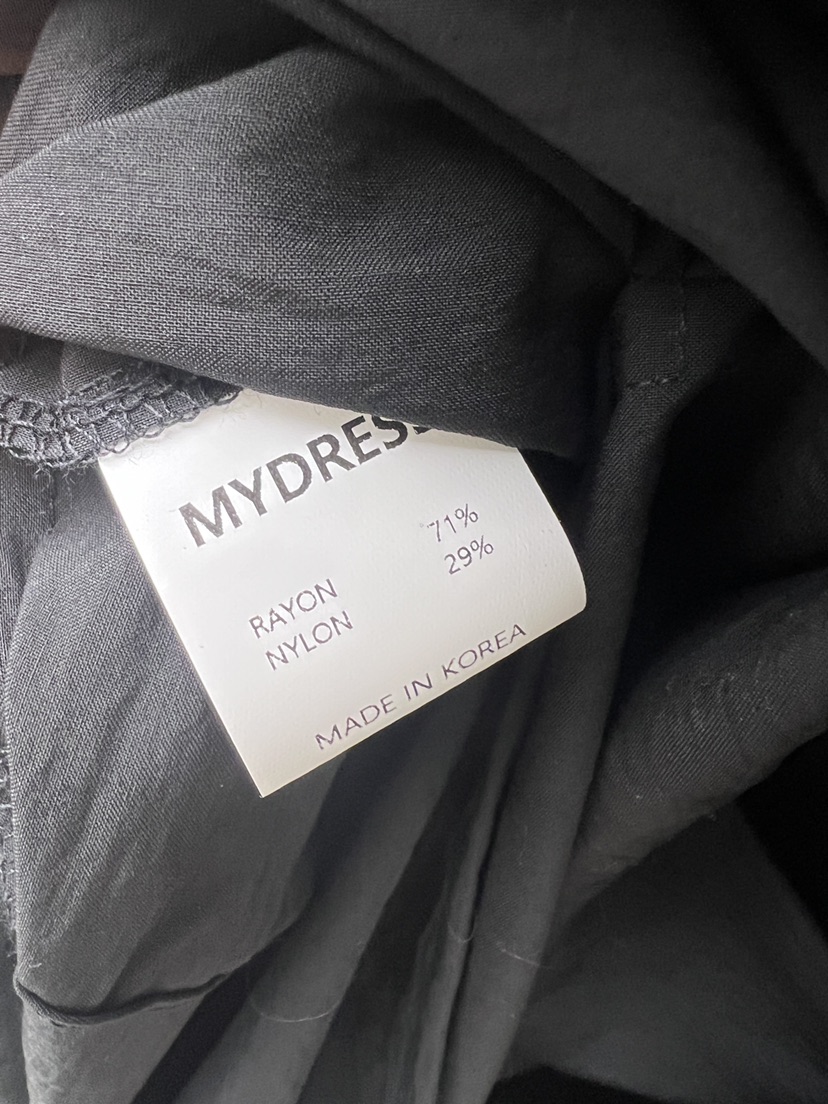 MYDRES
71%
29%
RAYON
NYLON
MADE IN KOREA